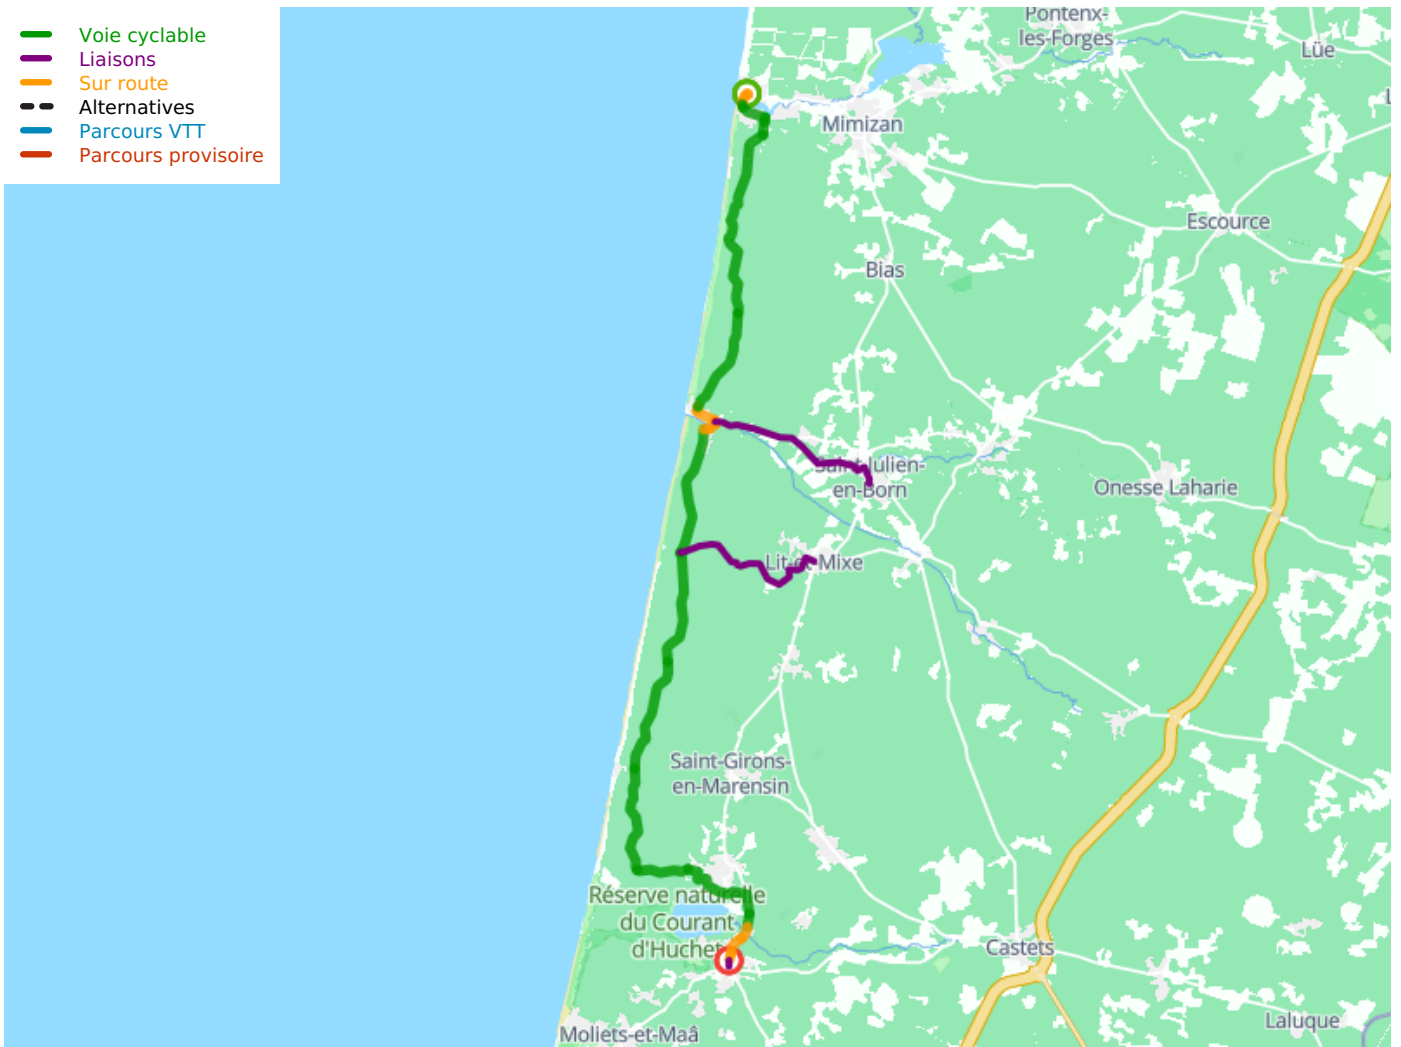 Voie cyclable
Liaisons
Sur route
Alternatives
Parcours VTT
Parcours provisoire
Pontenx-
les-Forges
Lüe
L
Mimizan
Escource
Bias
Saint-Julien-
en-Born
Onesse Laharie
Lit-et-Mixe
Saint-Girons-
en-Marensin
Réserve naturelle
du Courant
d'Huchet
Castets
Laluque
Moliets-et-Maâ